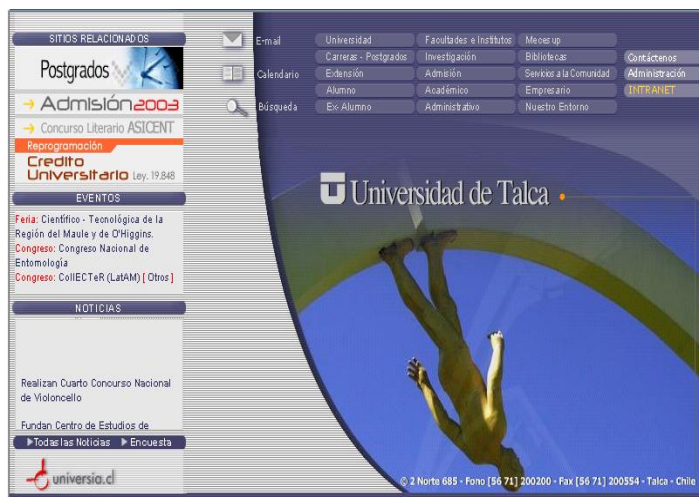 SITIOS RELACIONADOS
Postgrados
Admisión2003
Concurso Literario ASICENT
Reprogramación
Credito
Universitario Ley. 19.848
EVENTOS
Feria: Científico - Tecnológica de la
Región del Maule y de O'Higgins.
Congreso: Congreso Nacional de
Entomología
Congreso: CollECTeR (LatAM) [ Otros ]
NOTICIAS
Realizan Cuarto Concurso Nacional
de Violoncello
Fundan Centro de Estudios de
Todas las Noticias Encuesta
universia.cl
E-mail
Calendario
Búsqueda
Universidad Facultades e Institutos Mecesup
Carreras - Postgrados Investigación Bibliotecas Contáctenos
Extensión Admisión Servicios a la Comunidad Administración
Alumno Académico Empresario INTRANET
Ex- Alumno Administrativo Nuestro Entorno
Universidad de Talca
© 2 Norte 685 - Fono [56 71] 200200 - Fax [56 71] 200554 - Talca - Chile